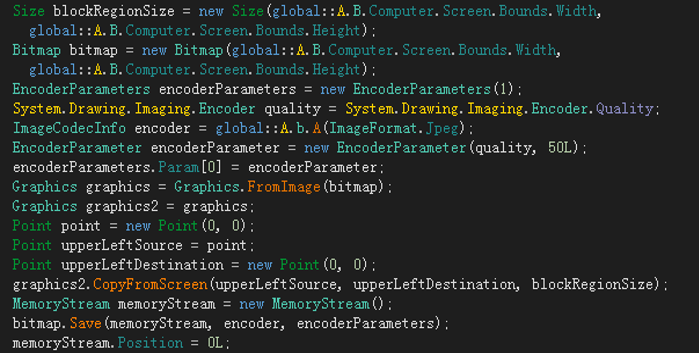 Size blockRegionSize = new Size(global::A.B.Computer.Screen.Bounds.Width,
global::A.B.Computer.Screen.Bounds.Height);
Bitmap bitmap = new Bitmap(global::A.B.Computer.Screen.Bounds.Width,
global::A.B.Computer.Screen.Bounds.Height);
EncoderParameters encoderParameters = new EncoderParameters(1);
System.Drawing.Imaging.Encoder quality = System.Drawing.Imaging.Encoder.Quality;
ImageCodecInfo encoder = global::A.b.A(ImageFormat.Jpeg);
EncoderParameter encoderParameter = new EncoderParameter(quality, 50L);
encoderParameters.Param[0] = encoderParameter;
Graphics graphics = Graphics.FromImage(bitmap);
Graphics graphics2 = graphics;
Point point = new Point(0, 0);
Point upperLeftSource = point;
Point upperLeftDestination = new Point(0, 0);
graphics2.CopyFromScreen(upperLeftSource, upperLeftDestination, blockRegionSize);
MemoryStream memoryStream = new MemoryStream();
bitmap.Save(memoryStream, encoder, encoderParameters);
memoryStream.Position = 0L;